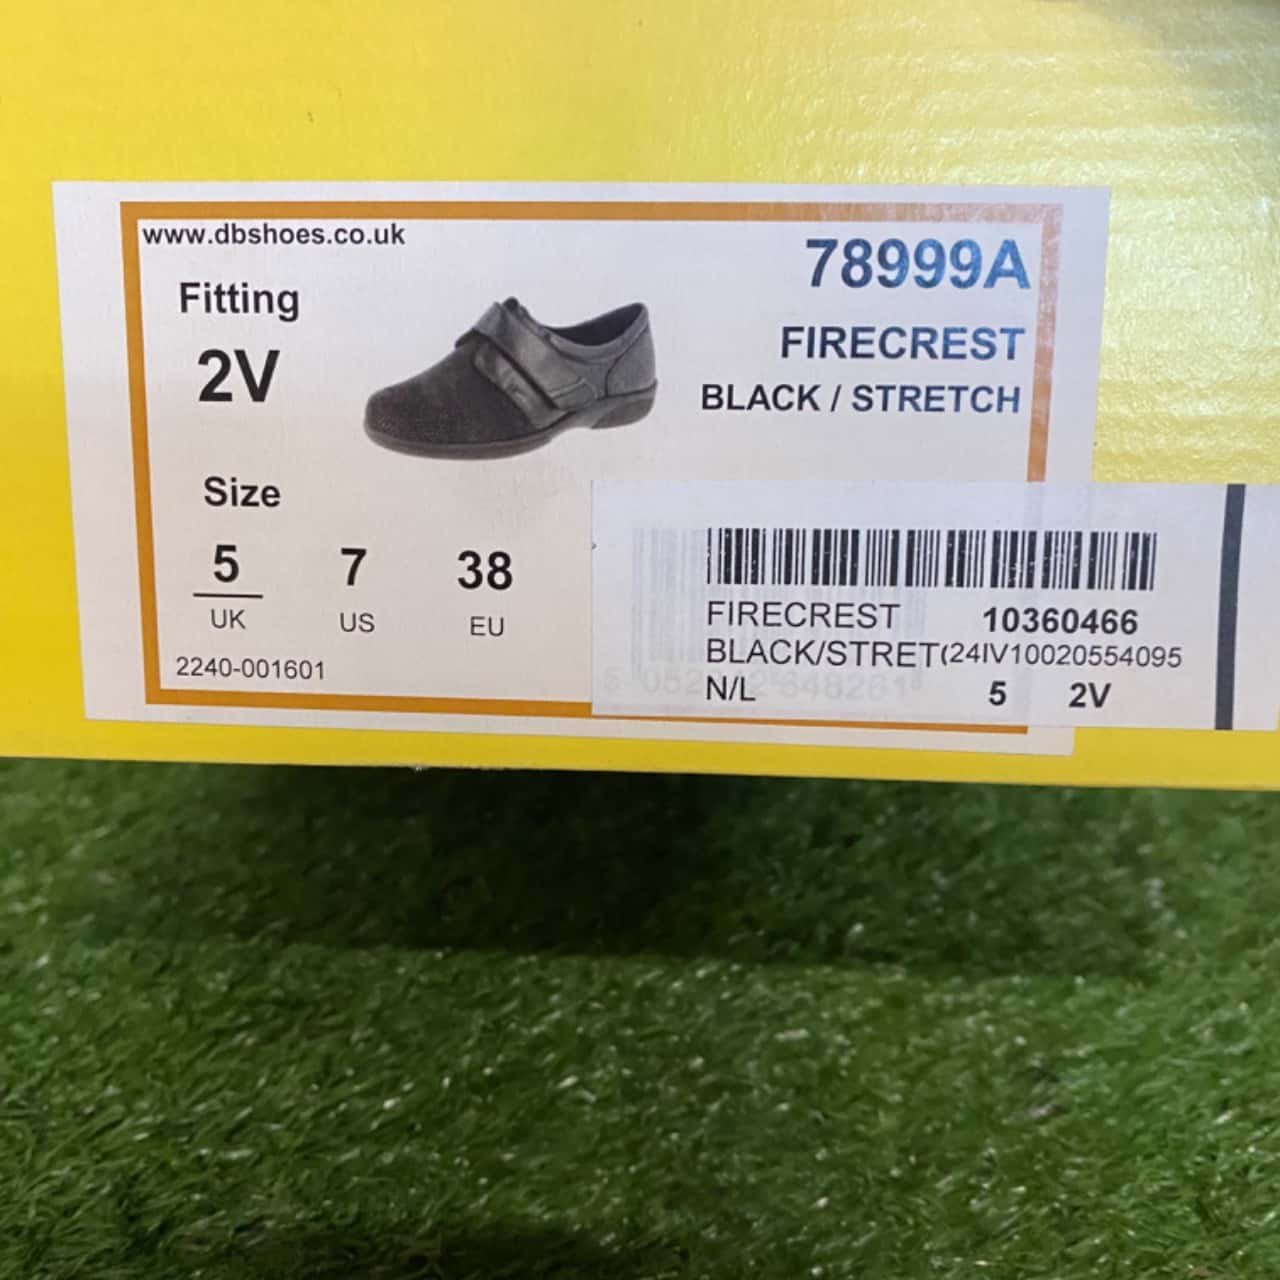 www.dbshoes.co.uk
78999A
Fitting
FIRECREST
2V
BLACK / STRETCH
Size
5 7 38
UK US EU
2240-001601
FIRECREST 10360466
BLACK/STRET(24IV10020554095
N/L 5 2V